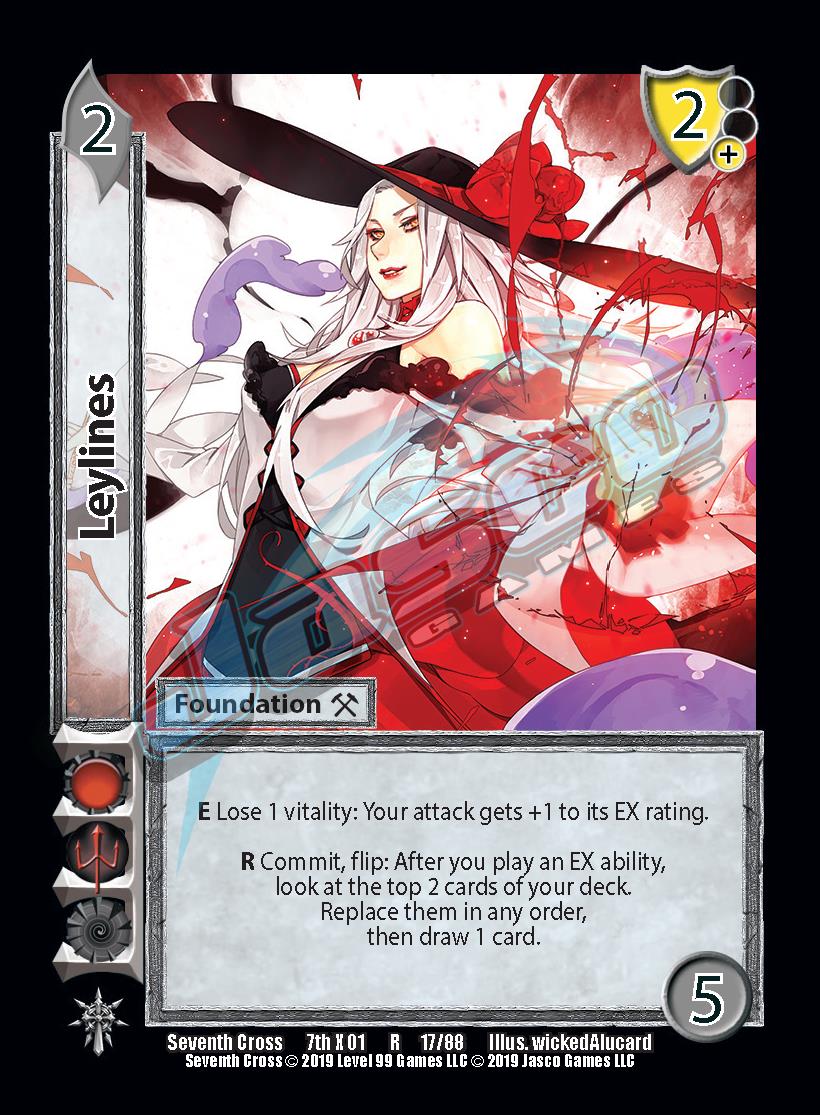 2
2
+
Leylines
JASCO
GAMES
Foundation
E Lose 1 vitality: Your attack gets +1 to its EX rating.
R Commit, flip: After you play an EX ability,
look at the top 2 cards of your deck.
Replace them in any order,
then draw 1 card.
5
Seventh Cross 7th X 01 R 17/88 Illus. wickedAlucard
Seventh Cross © 2019 Level 99 Games LLC © 2019 Jasco Games LLC